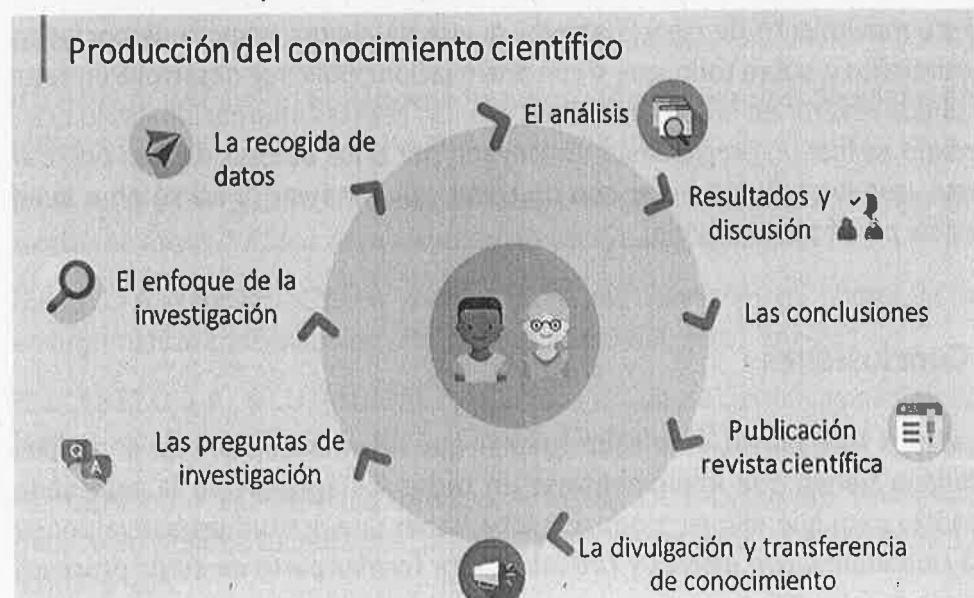 Producción del conocimiento científico
El análisis
La recogida de
datos
Resultados y
discusión
El enfoque de la
investigación
Las conclusiones
Las preguntas de
investigación
Publicación
revista científica
Q
A
La divulgación y transferencia
de conocimiento